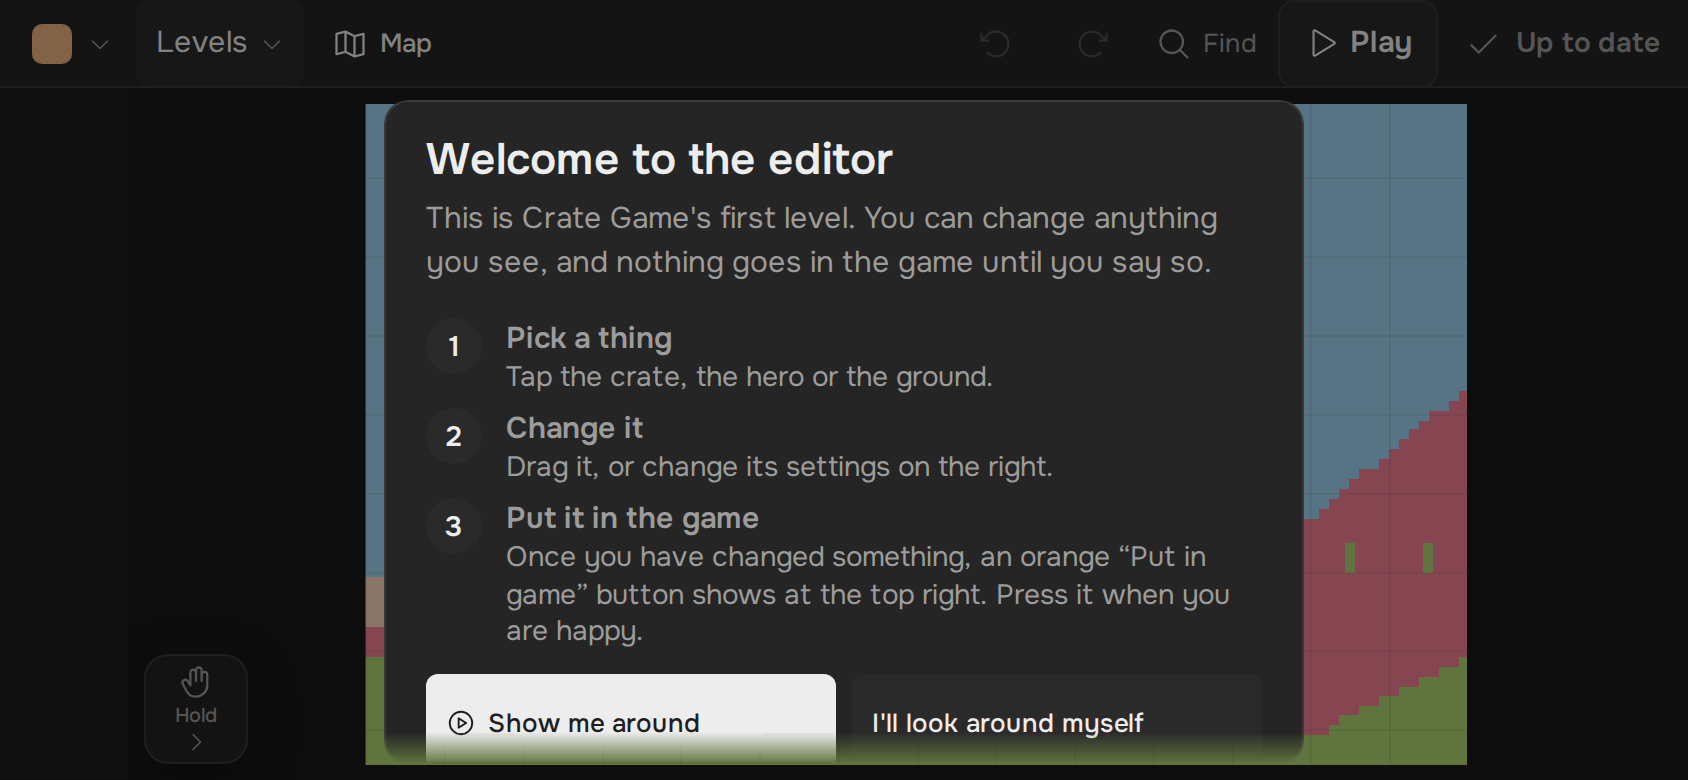 Levels
Map
Find
Play
Up to date
Welcome to the editor
This is Crate Game's first level. You can change anything
you see, and nothing goes in the game until you say so.
1
Pick a thing
Tap the crate, the hero or the ground.
2
Change it
Drag it, or change its settings on the right.
3
Put it in the game
Once you have changed something, an orange “Put in
game” button shows at the top right. Press it when you
are happy.
Show me around
I'll look around myself
Hold